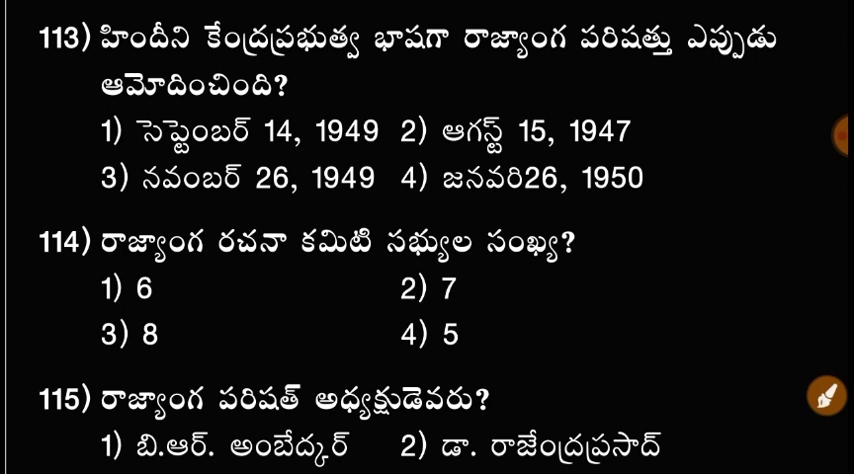 113) హిందీని కేంద్రప్రభుత్వ భాషగా రాజ్యాంగ పరిషత్తు ఎప్పుడు
ఆమోదించింది?
1) సెప్టెంబర్ 14, 1949 2) ఆగస్ట్ 15, 1947
3) నవంబర్ 26, 1949 4) జనవరి26, 1950
114) రాజ్యాంగ రచనా కమిటి సభ్యుల సంఖ్య?
1) 6 2) 7
3) 8 4) 5
115) రాజ్యాంగ పరిషత్ అధ్యక్షుడెవరు?
1) బి.ఆర్. అంబేద్కర్ 2) డా. రాజేంద్రప్రసాద్